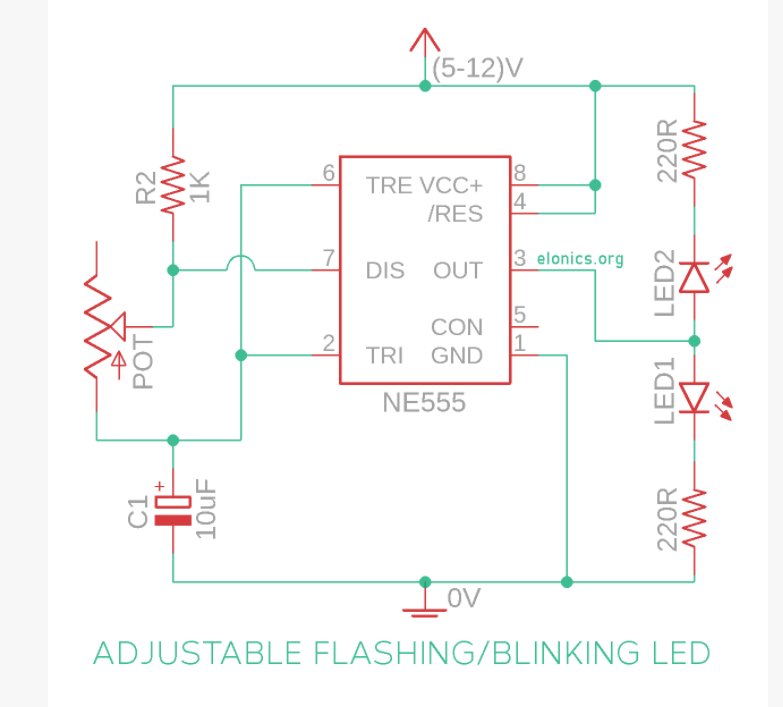 (5-12)V
R2
1K
220R
6
TRE
VCC+
8
/RES
4
7
DIS
OUT
3
elonics.org
LED2
CON
5
POT
2
TRI
GND
1
LED1
NE555
+
C1
10uF
220R
0V
ADJUSTABLE FLASHING/BLINKING LED